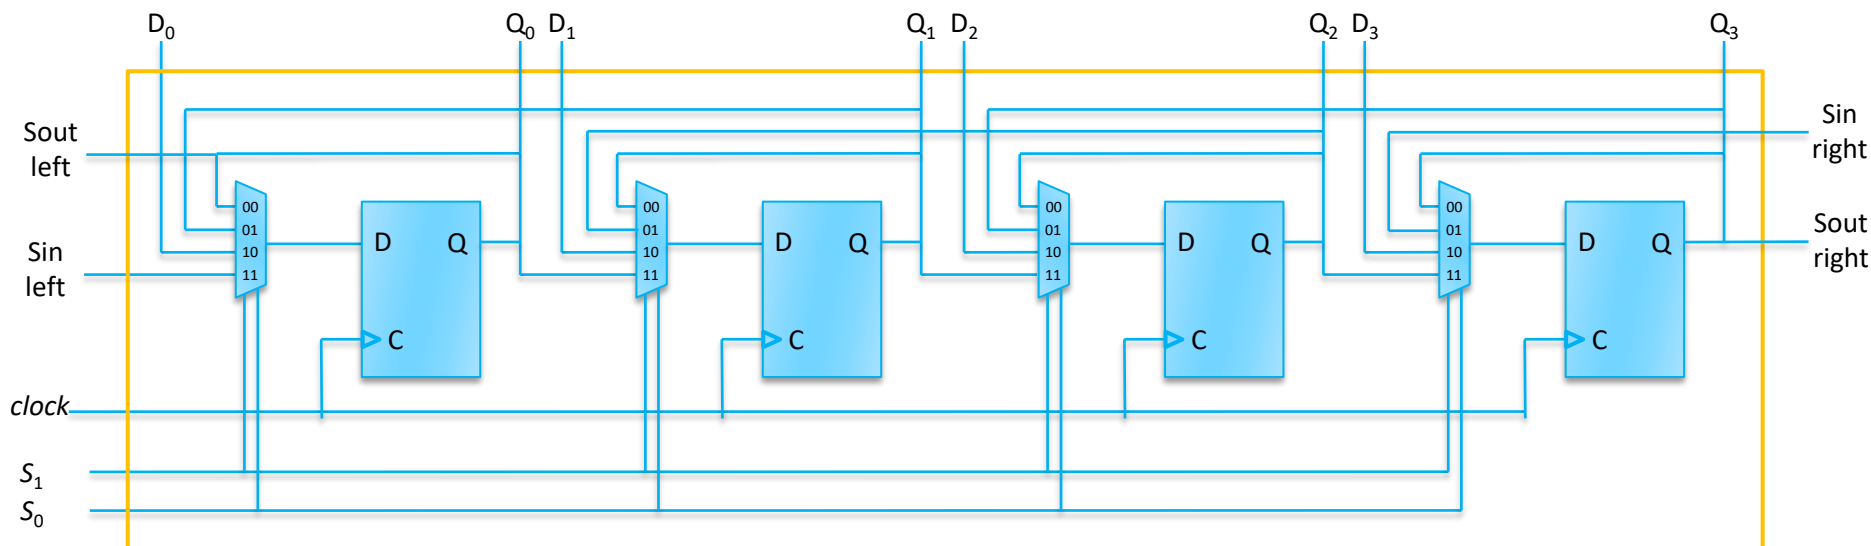 D₀ Q₀ D₁ Q₁ D₂ Q₂ D₃ Q₃
Sout
left
Sin
right
00 00 00 00
01 01 01 01
10 10 10 10
11 11 11 11
D Q D Q D Q D Q
Sin
left
Sout
right
C C C C
clock
S₁
S₀